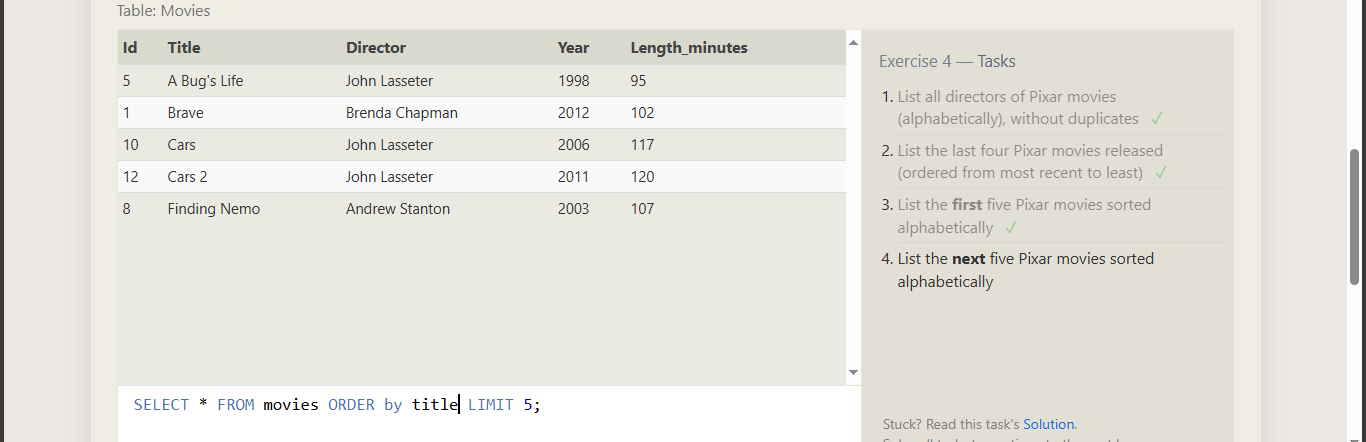 Table: Movies
Id Title Director Year Length_minutes
5 A Bug's Life John Lasseter 1998 95
1 Brave Brenda Chapman 2012 102
10 Cars John Lasseter 2006 117
12 Cars 2 John Lasseter 2011 120
8 Finding Nemo Andrew Stanton 2003 107
SELECT * FROM movies ORDER by title LIMIT 5;
Exercise 4 — Tasks
1. List all directors of Pixar movies
(alphabetically), without duplicates ✓
2. List the last four Pixar movies released
(ordered from most recent to least) ✓
3. List the first five Pixar movies sorted
alphabetically ✓
4. List the next five Pixar movies sorted
alphabetically
Stuck? Read this task's Solution.